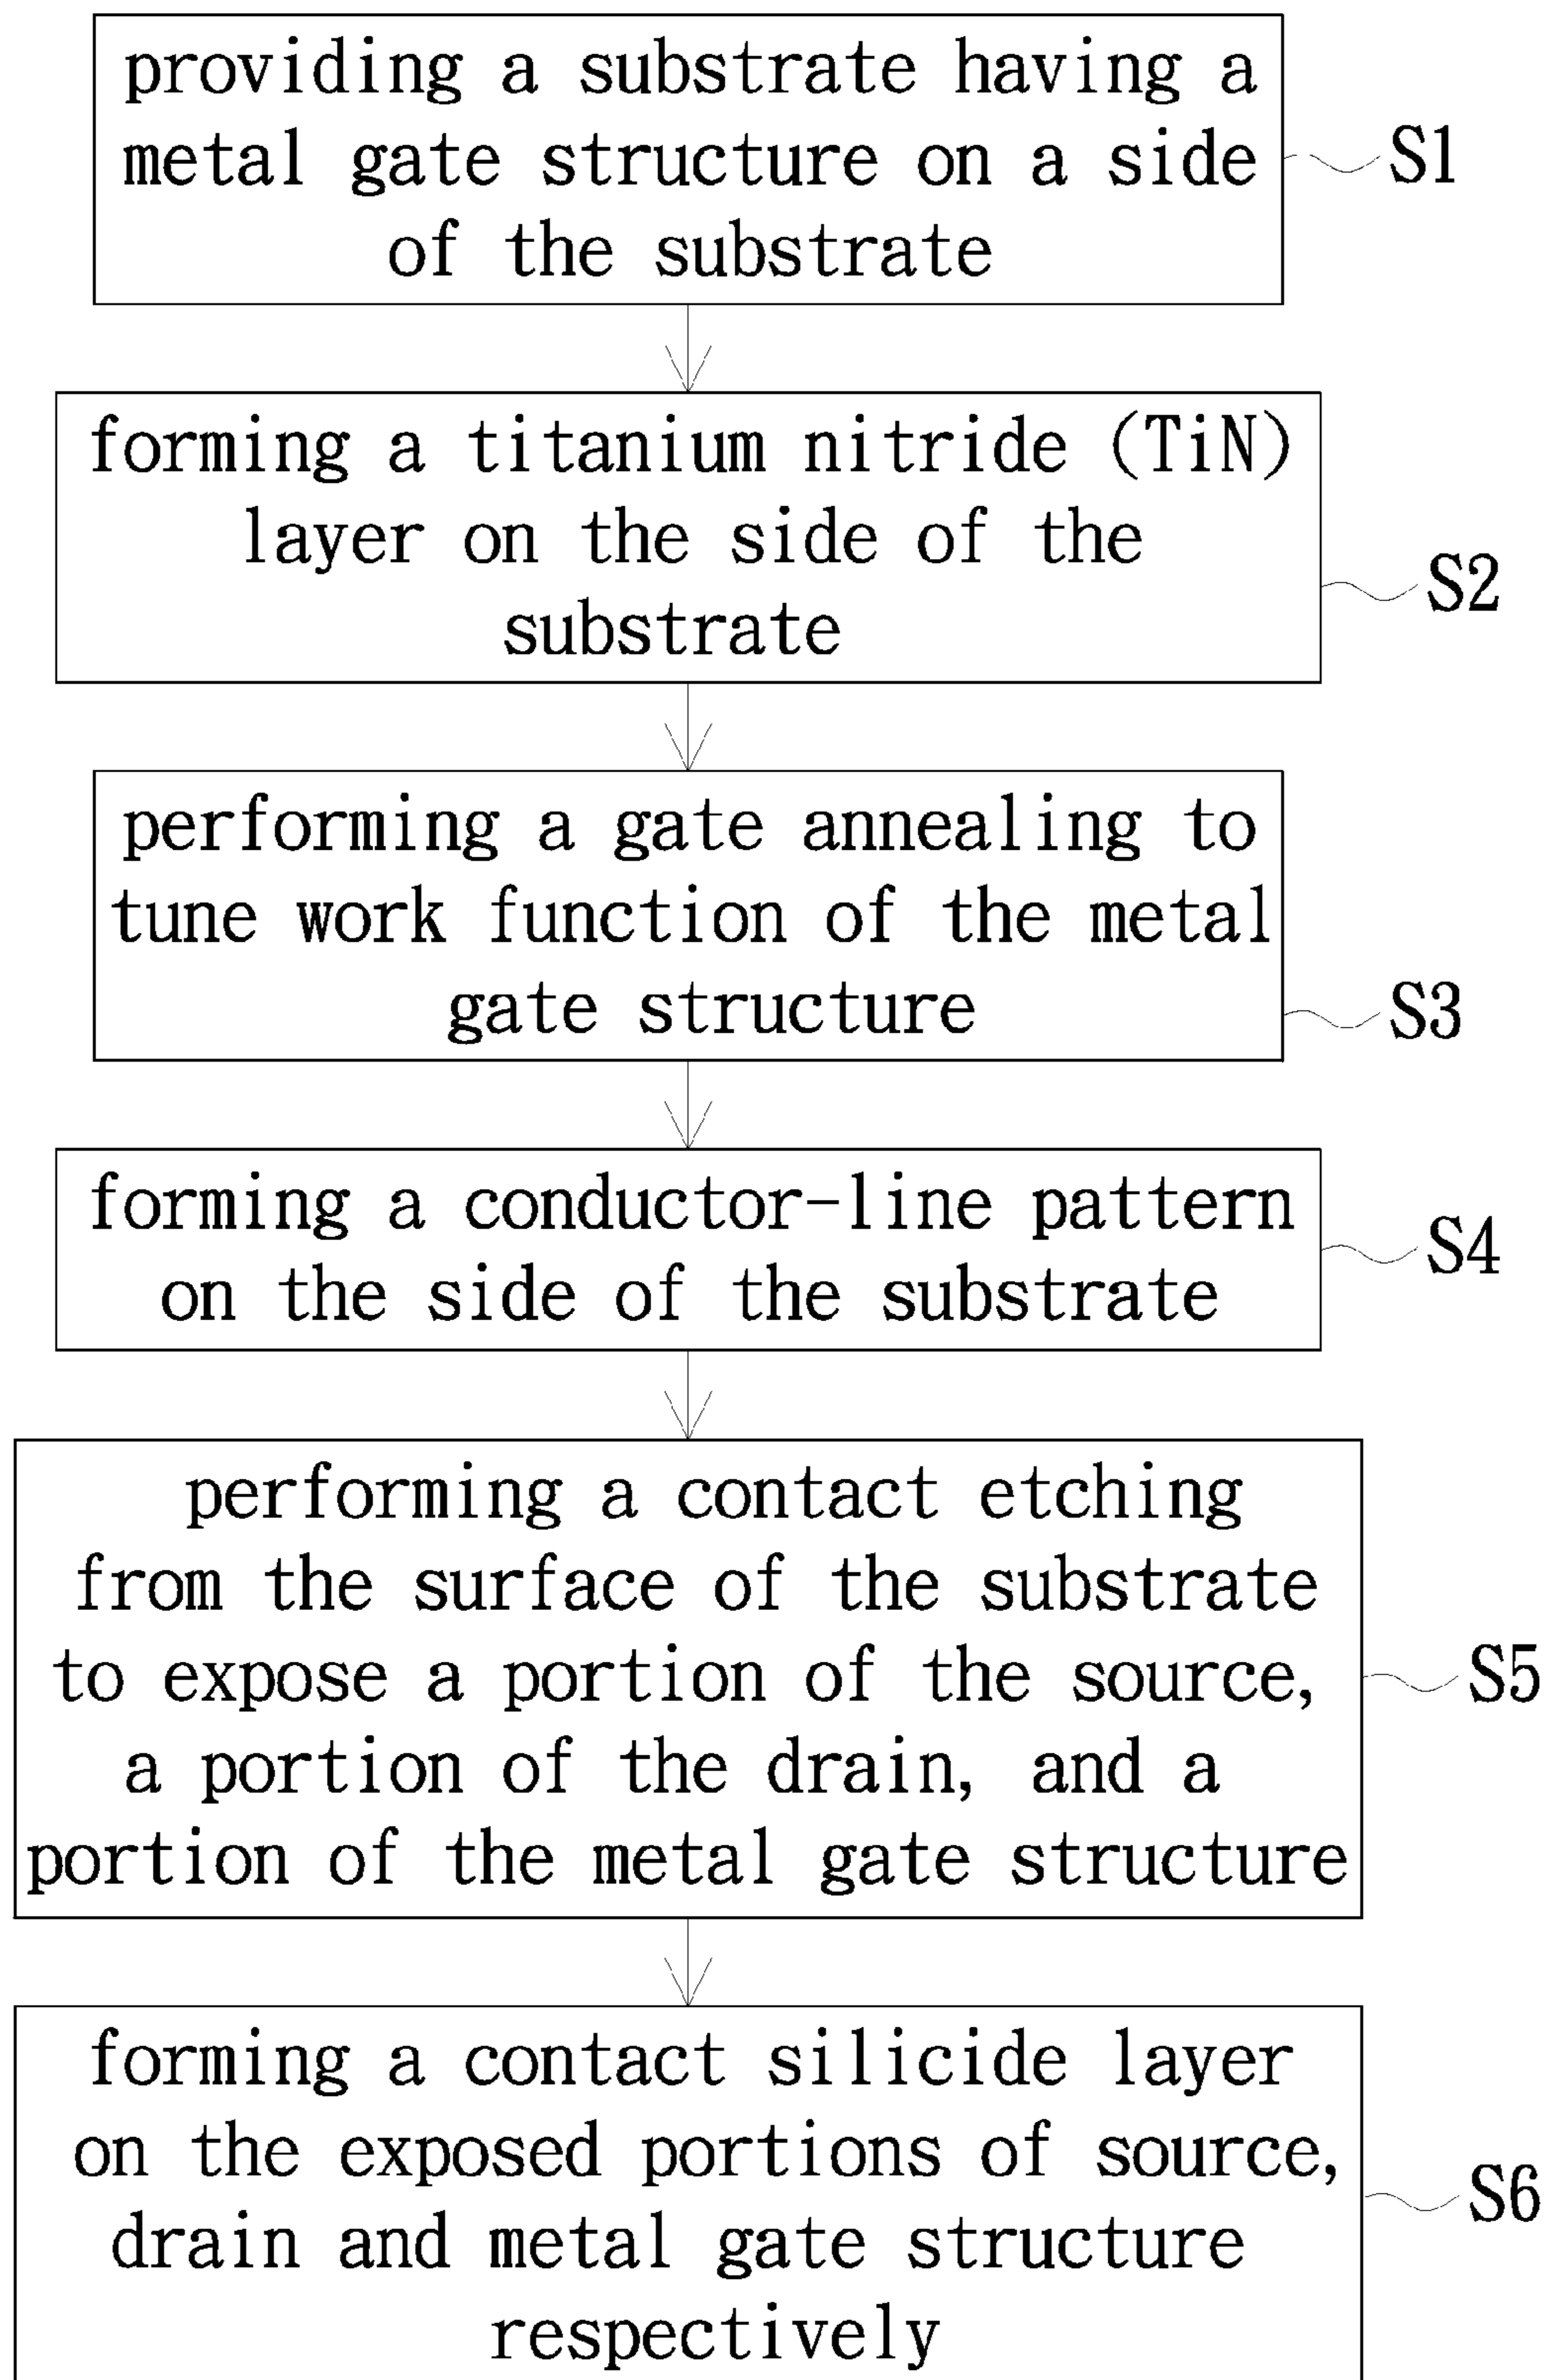 providing a substrate having a
metal gate structure on a side
of the substrate
S1
forming a titanium nitride (TiN)
layer on the side of the
substrate
S2
performing a gate annealing to
tune work function of the metal
gate structure
S3
forming a conductor-line pattern
on the side of the substrate
S4
performing a contact etching
from the surface of the substrate
to expose a portion of the source,
a portion of the drain, and a
portion of the metal gate structure
S5
forming a contact silicide layer
on the exposed portions of source,
drain and metal gate structure
respectively
S6